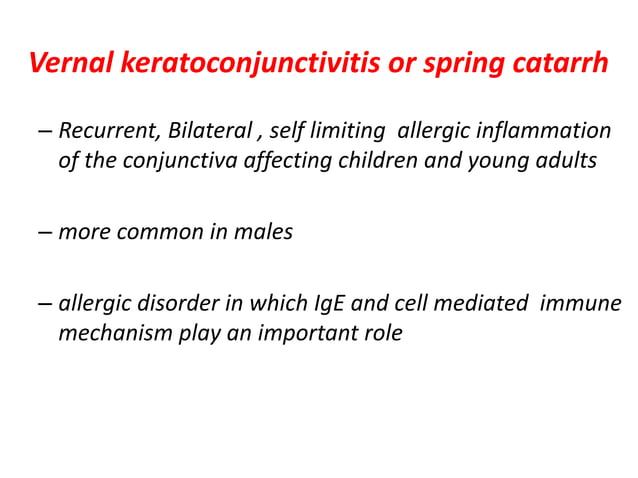 Vernal keratoconjunctivitis or spring catarrh
– Recurrent, Bilateral , self limiting  allergic inflammation
of the conjunctiva affecting children and young adults
– more common in males
– allergic disorder in which IgE and cell mediated  immune
mechanism play an important role